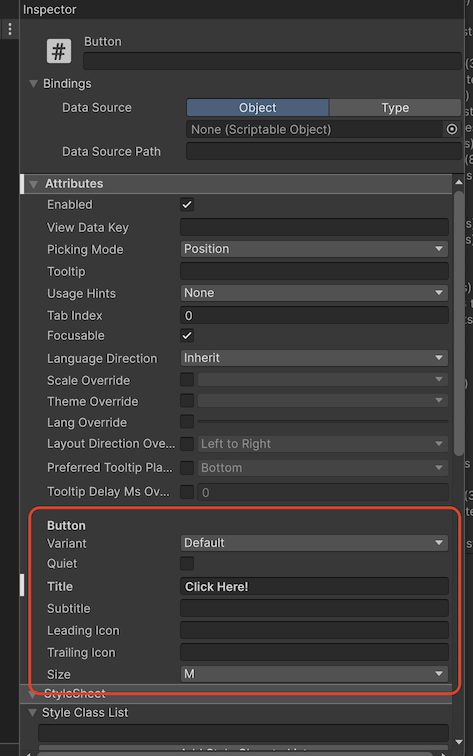 Inspector
#
Button
Bindings
Data Source Object Type
None (Scriptable Object)
Data Source Path
Attributes
Enabled
View Data Key
Picking Mode Position
Tooltip
Usage Hints None
Tab Index 0
Focusable
Language Direction Inherit
Scale Override
Theme Override
Lang Override
Layout Direction Ove... Left to Right
Preferred Tooltip Pla... Bottom
Tooltip Delay Ms Ov... 0
Button
Variant Default
Quiet
Title Click Here!
Subtitle
Leading Icon
Trailing Icon
Size M
StyleSheet
Style Class List